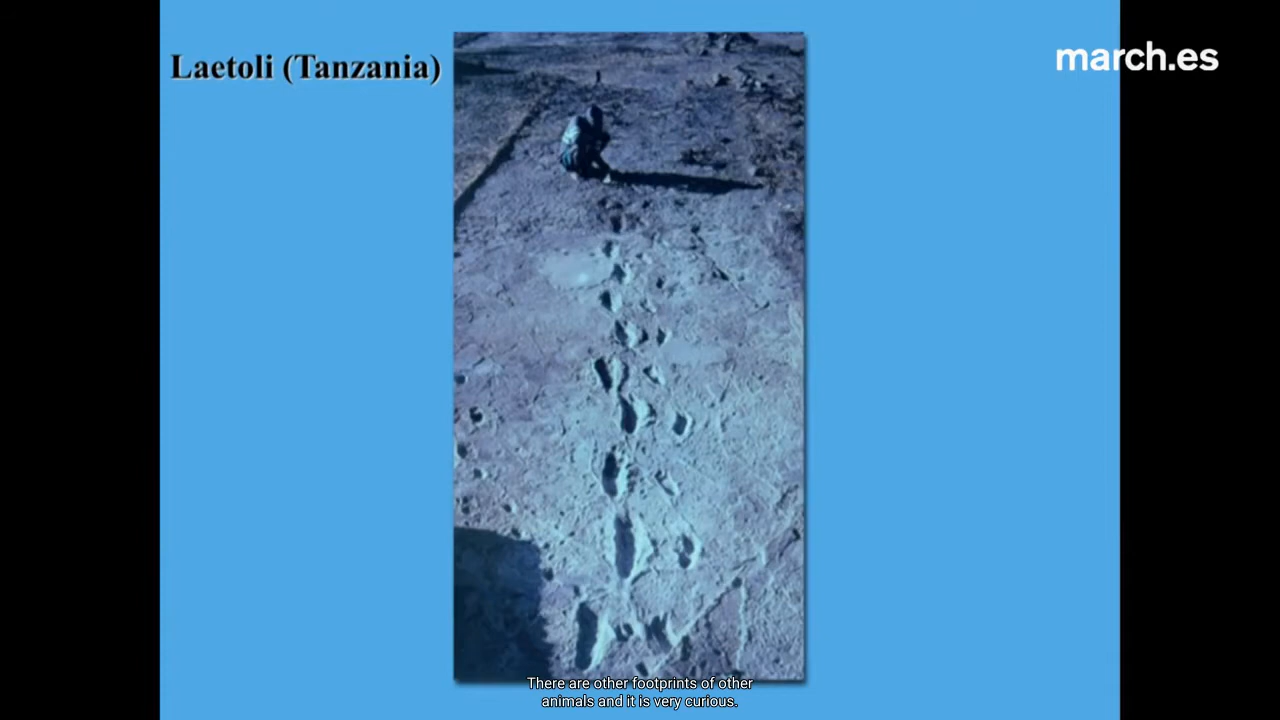 Laetoli (Tanzania)
march.es
There are other footprints of other
animals and it is very curious.